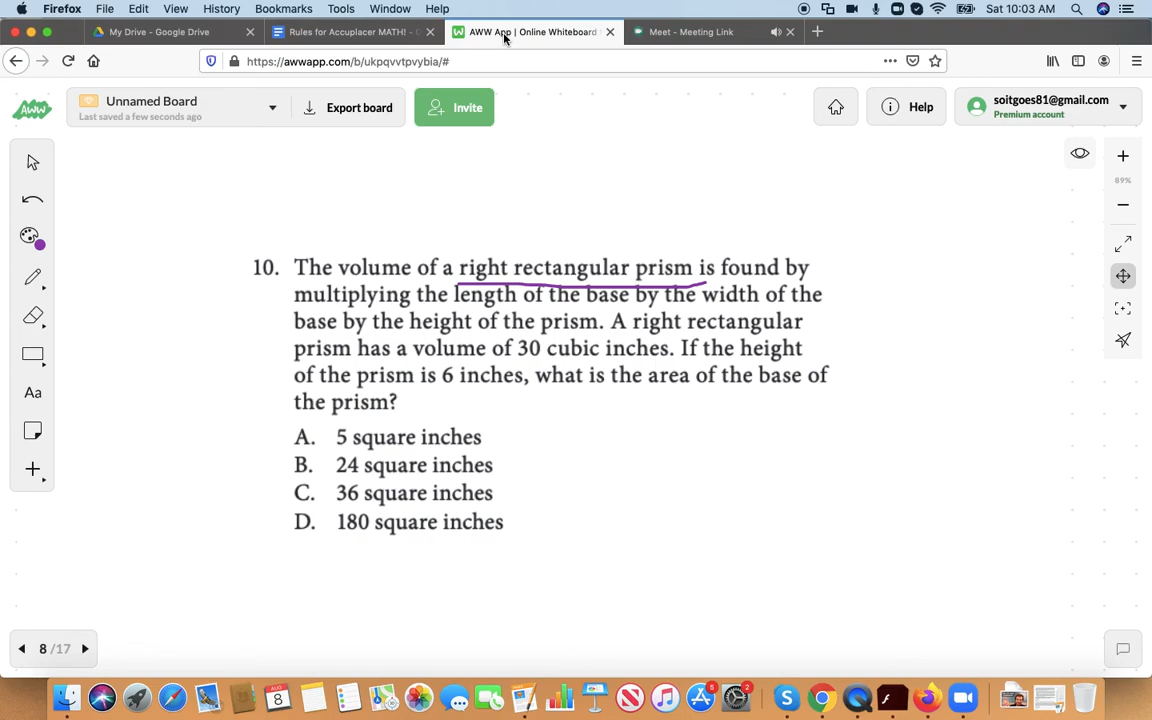 Firefox File Edit View History Bookmarks Tools Window Help Sat 10:03 AM
My Drive - Google Drive
Rules for Accuplacer MATH! -
AWW App | Online Whiteboard
Meet - Meeting Link
https://awwapp.com/b/ukpqvvtpvybia/#
AWW
Unnamed Board
Last saved a few seconds ago
Export board
Invite
Help
soitgoes81@gmail.com
Premium account
89%
10. The volume of a right rectangular prism is found by
multiplying the length of the base by the width of the
base by the height of the prism. A right rectangular
prism has a volume of 30 cubic inches. If the height
of the prism is 6 inches, what is the area of the base of
the prism?
A. 5 square inches
B. 24 square inches
C. 36 square inches
D. 180 square inches
Aa
8 /17
AUG
8
5
2